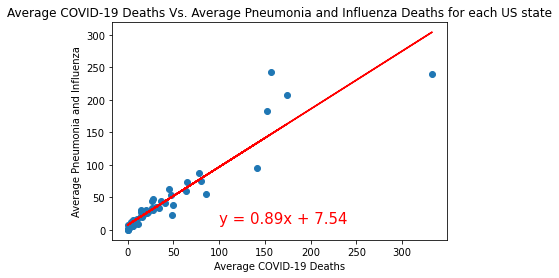 Average COVID-19 Deaths Vs. Average Pneumonia and Influenza Deaths for each US state
300
250
200
150
100
50
0
Average Pneumonia and Influenza
y = 0.89x + 7.54
0 50 100 150 200 250 300
Average COVID-19 Deaths